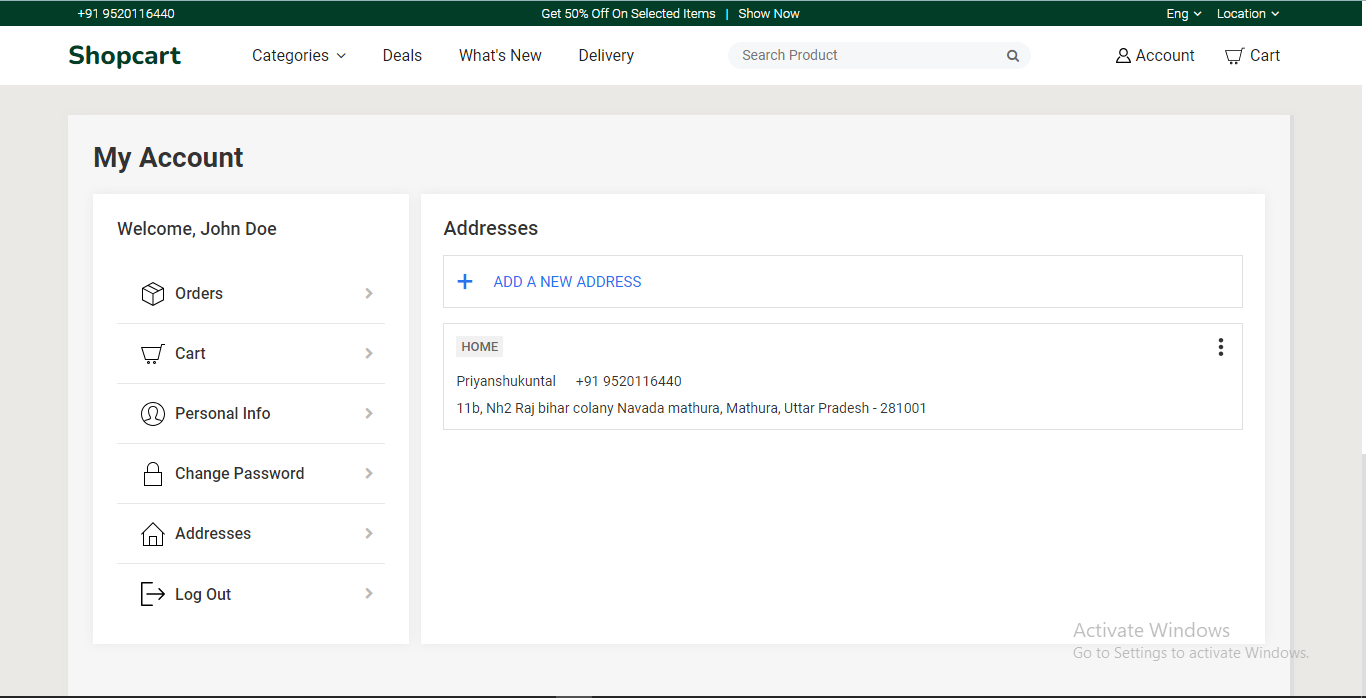 +91 9520116440 Get 50% Off On Selected Items | Show Now Eng Location
Shopcart Categories Deals What's New Delivery Search Product Account Cart
My Account
Welcome, John Doe
Orders
Cart
Personal Info
Change Password
Addresses
Log Out
Addresses
+ ADD A NEW ADDRESS
HOME
Priyanshukuntal +91 9520116440
11b, Nh2 Raj bihar colany Navada mathura, Mathura, Uttar Pradesh - 281001
Activate Windows
Go to Settings to activate Windows.